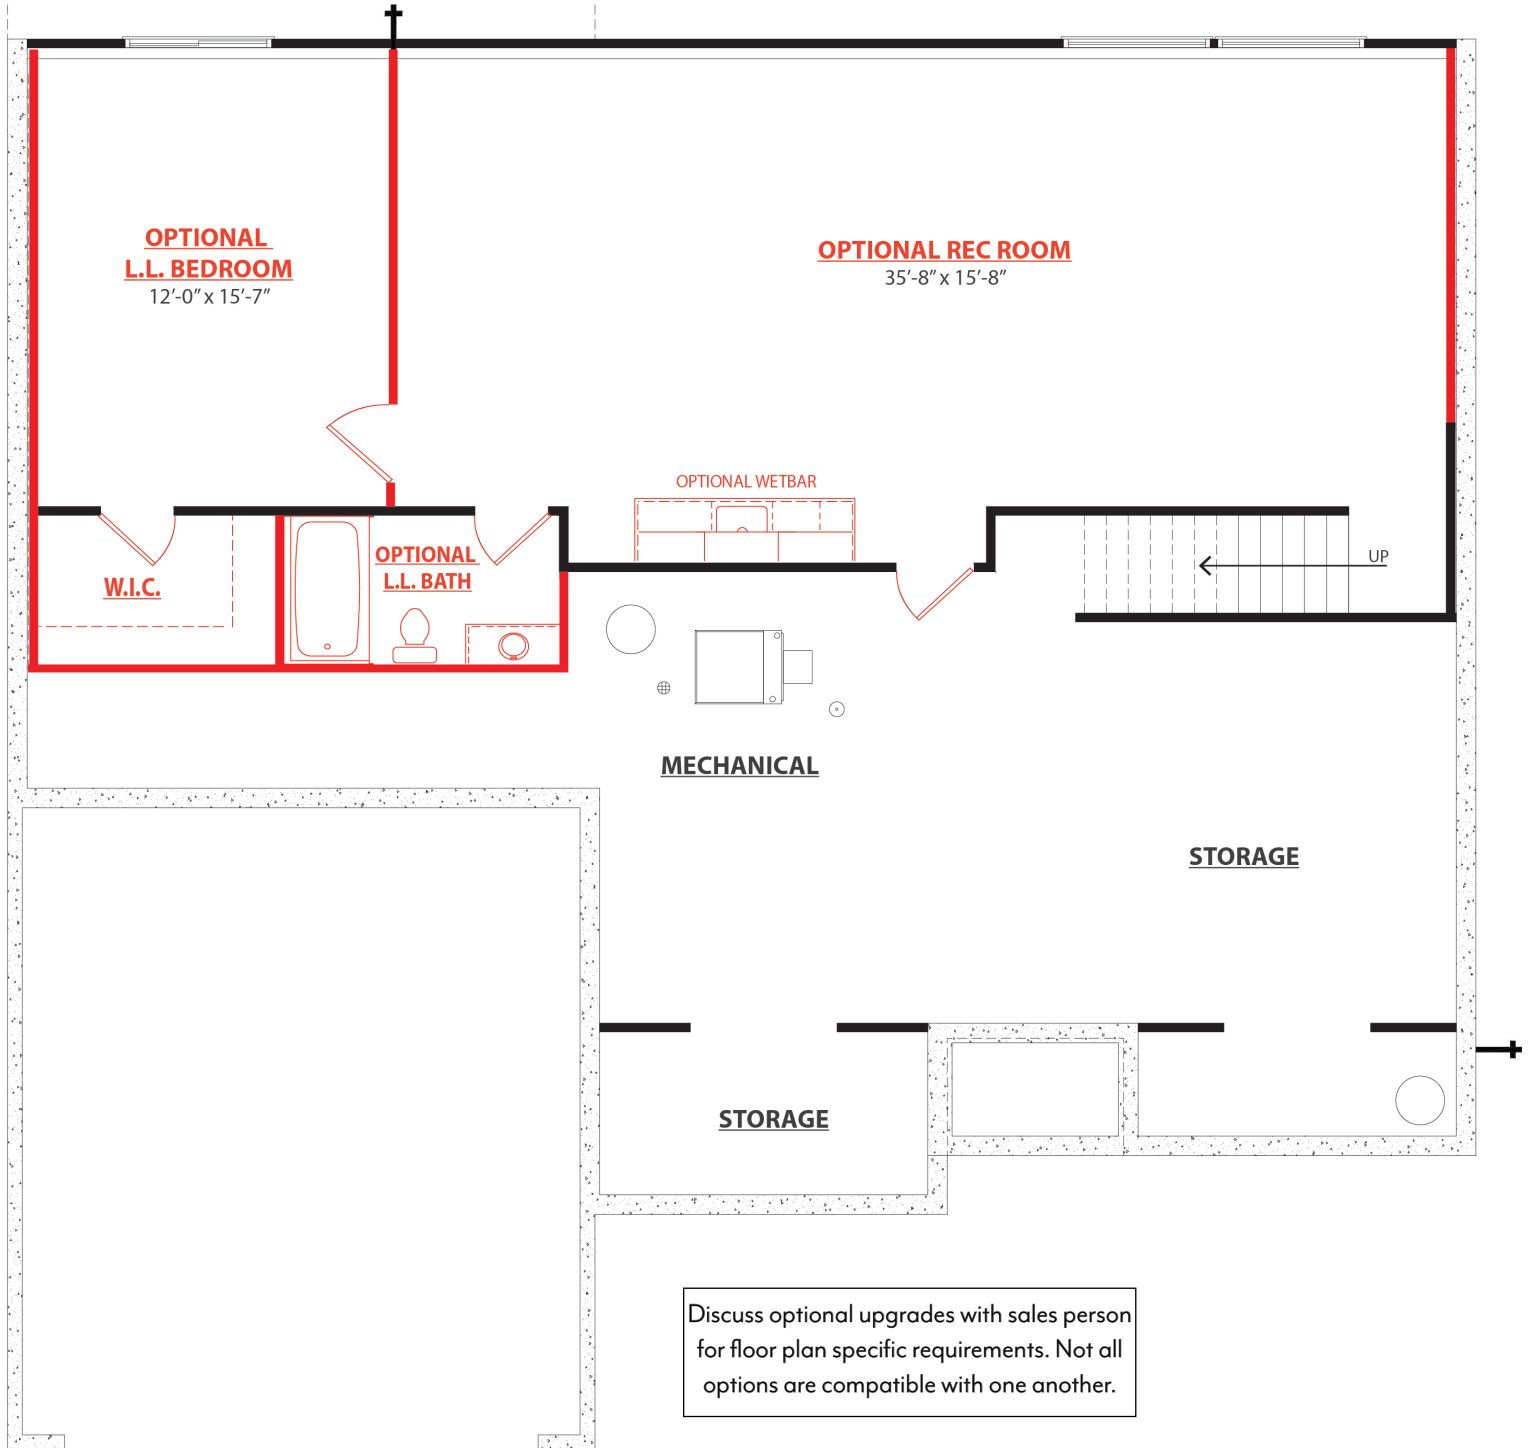 OPTIONAL
L.L. BEDROOM
12’-0” x 15’-7”
OPTIONAL REC ROOM
35’-8” x 15’-8”
OPTIONAL WETBAR
OPTIONAL
L.L. BATH
W.I.C.
UP
MECHANICAL
STORAGE
STORAGE
Discuss optional upgrades with sales person
for floor plan specific requirements. Not all
options are compatible with one another.